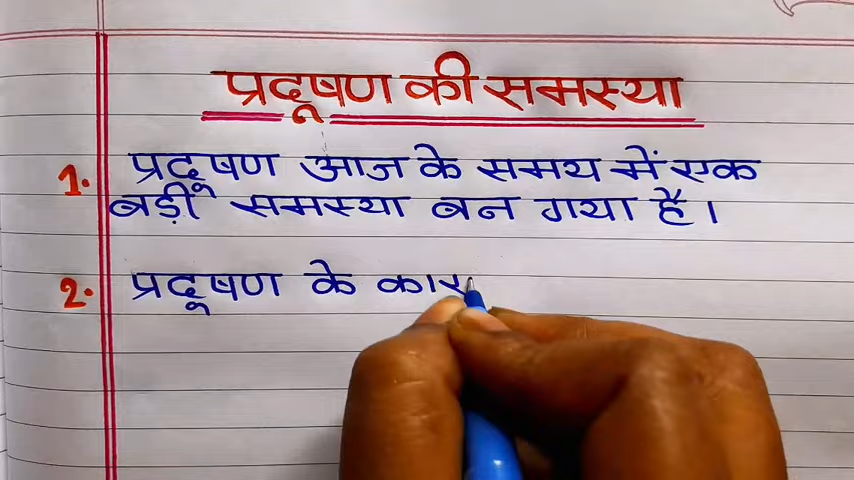 प्रदूषण की समस्या
1. प्रदूषण आज के समय में एक
बड़ी समस्या बन गया है।
2. प्रदूषण के कार